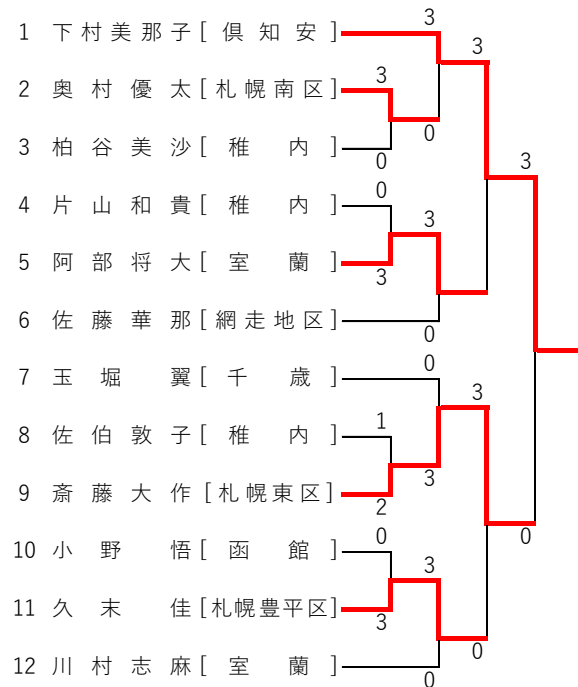 3
1 下村美那子[ 倶知安 ] 3
3
2 奥村優太[札幌南区]
0
3 柏谷美沙[ 稚内 ] 0
3
0
4 片山和貴[ 稚内 ]
3
5 阿部将大[ 室蘭 ]
3
6 佐藤華那[網走地区] 0
0
7 玉堀翼[ 千歳 ]
3
1
8 佐伯敦子[ 稚内 ]
3
9 斎藤大作[札幌東区] 2
0 0
10 小野悟[ 函館 ]
3
11 久末佳[札幌豊平区] 3
0
12 川村志麻[ 室蘭 ] 0